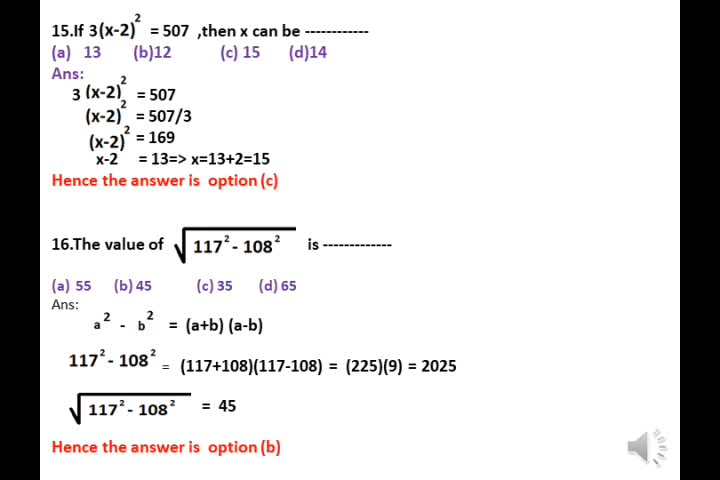 15.If 3(x-2)² = 507 ,then x can be ------------
(a) 13 (b)12 (c) 15 (d)14
Ans:
3 (x-2)² = 507
(x-2)² = 507/3
(x-2)² = 169
x-2 = 13=> x=13+2=15
Hence the answer is option (c)
16.The value of √117² - 108² is -------------
(a) 55 (b) 45 (c) 35 (d) 65
Ans:
a² - b² = (a+b) (a-b)
117² - 108² = (117+108)(117-108) = (225)(9) = 2025
√117² - 108² = 45
Hence the answer is option (b)